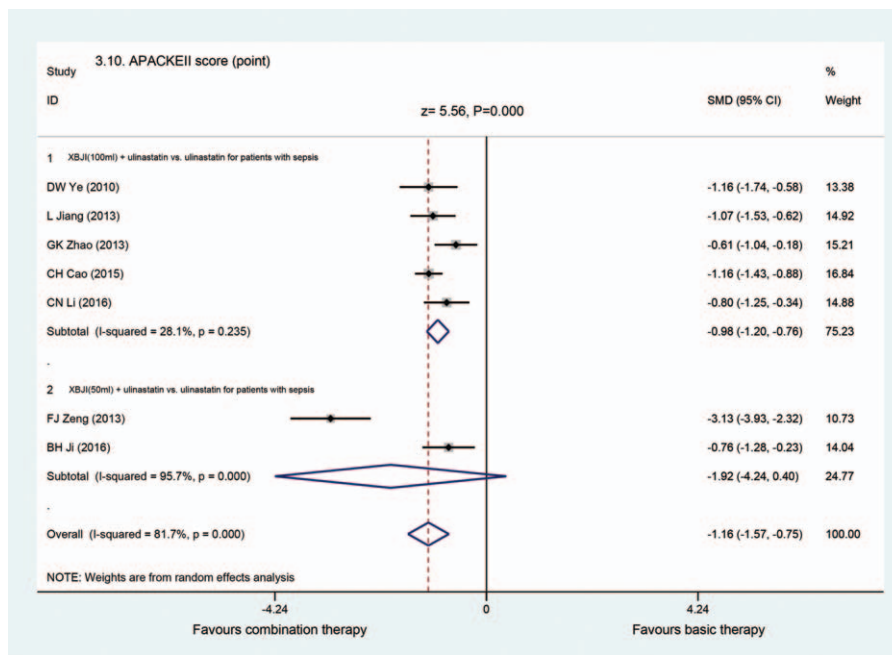 3.10. APACKEII score (point)
Study %
ID SMD (95% CI) Weight
z= 5.56, P=0.000
1 XBJI(100ml) + ulinastatin vs. ulinastatin for patients with sepsis
DW Ye (2010) -1.16 (-1.74, -0.58) 13.38
L Jiang (2013) -1.07 (-1.53, -0.62) 14.92
GK Zhao (2013) -0.61 (-1.04, -0.18) 15.21
CH Cao (2015) -1.16 (-1.43, -0.88) 16.84
CN Li (2016) -0.80 (-1.25, -0.34) 14.88
Subtotal (I-squared = 28.1%, p = 0.235) -0.98 (-1.20, -0.76) 75.23
.
2 XBJI(50ml) + ulinastatin vs. ulinastatin for patients with sepsis
FJ Zeng (2013) -3.13 (-3.93, -2.32) 10.73
BH Ji (2016) -0.76 (-1.28, -0.23) 14.04
Subtotal (I-squared = 95.7%, p = 0.000) -1.92 (-4.24, 0.40) 24.77
.
Overall (I-squared = 81.7%, p = 0.000) -1.16 (-1.57, -0.75) 100.00
NOTE: Weights are from random effects analysis
-4.24 0 4.24
Favours combination therapy Favours basic therapy